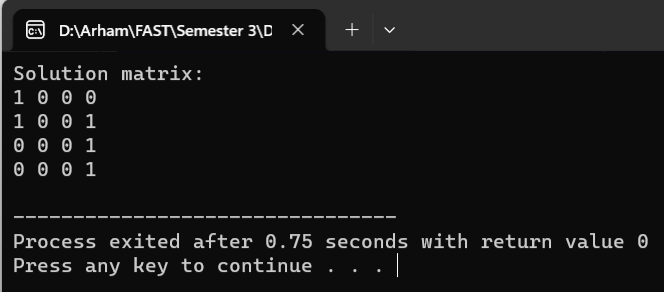 D:\Arham\FAST\Semester 3\D
Solution matrix:
1 0 0 0
1 0 0 1
0 0 0 1
0 0 0 1
--------------------------------
Process exited after 0.75 seconds with return value 0
Press any key to continue . . .